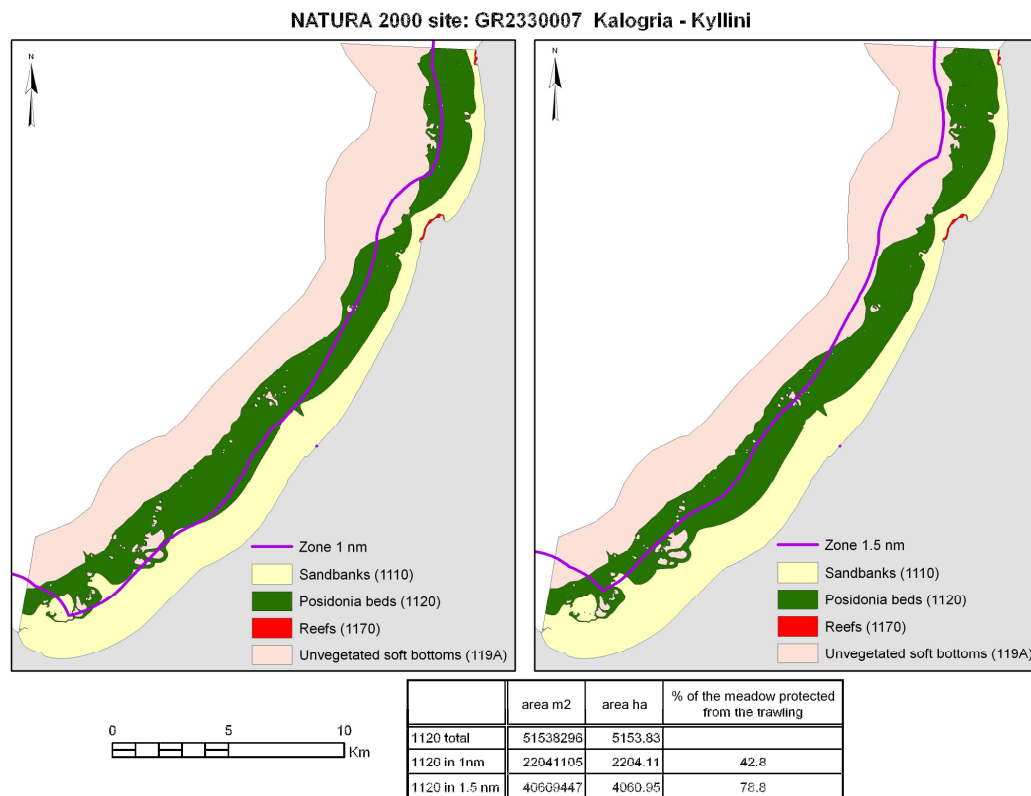 NATURA 2000 site: GR2330007 Kalogria - Kyllini
N
Zone 1 nm
Sandbanks (1110)
Posidonia beds (1120)
Reefs (1170)
Unvegetated soft bottoms (119A)
N
Zone 1.5 nm
Sandbanks (1110)
Posidonia beds (1120)
Reefs (1170)
Unvegetated soft bottoms (119A)
0 5 10
Km
area m2 area ha % of the meadow protected
from the trawling
1120 total 51538296 5153.83
1120 in 1nm 22041105 2204.11 42.8
1120 in 1.5 nm 40609447 4060.95 78.8